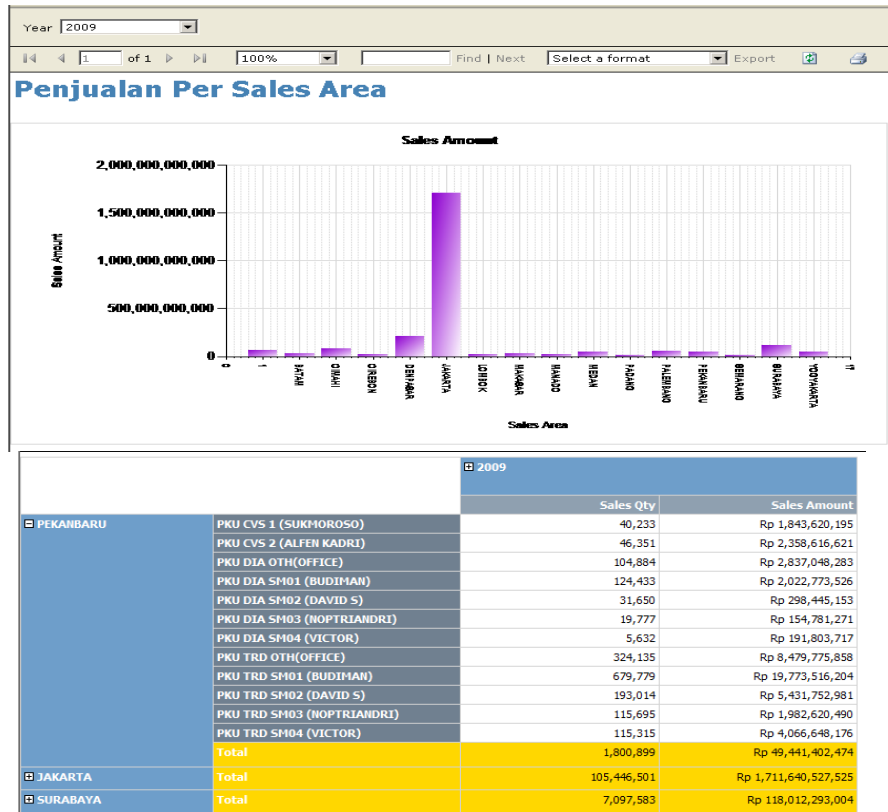 Year 2009
1 of 1 100% Find | Next Select a format Export
Penjualan Per Sales Area
Sales Amount
2,000,000,000,000
1,500,000,000,000
1,000,000,000,000
500,000,000,000
0
Sales Amount
0 1 BATAM CIMAHI CIREBON DENPASAR JAKARTA MANADO MEDAN PADANG PALEMBANG PEKANBARU SEMARANG SURABAYA YOGYAKARTA 17
Sales Area
2009
Sales Qty Sales Amount
PEKANBARU PKU CVS 1 (SUKMOROSO) 40,233 Rp 1,843,620,195
PKU CVS 2 (ALFEN KADRI) 46,351 Rp 2,358,616,621
PKU DIA OTH(OFFICE) 104,884 Rp 2,837,048,283
PKU DIA SM01 (BUDIMAN) 124,433 Rp 2,022,773,526
PKU DIA SM02 (DAVID S) 31,650 Rp 298,445,153
PKU DIA SM03 (NOPTRIANDRI) 19,777 Rp 154,781,271
PKU DIA SM04 (VICTOR) 5,632 Rp 191,803,717
PKU TRD OTH(OFFICE) 324,135 Rp 8,479,775,858
PKU TRD SM01 (BUDIMAN) 679,779 Rp 19,773,516,204
PKU TRD SM02 (DAVID S) 193,014 Rp 5,431,752,981
PKU TRD SM03 (NOPTRIANDRI) 115,695 Rp 1,982,620,490
PKU TRD SM04 (VICTOR) 115,315 Rp 4,066,648,176
Total 1,800,899 Rp 49,441,402,474
JAKARTA Total 105,446,501 Rp 1,711,640,527,525
SURABAYA Total 7,097,583 Rp 118,012,293,004